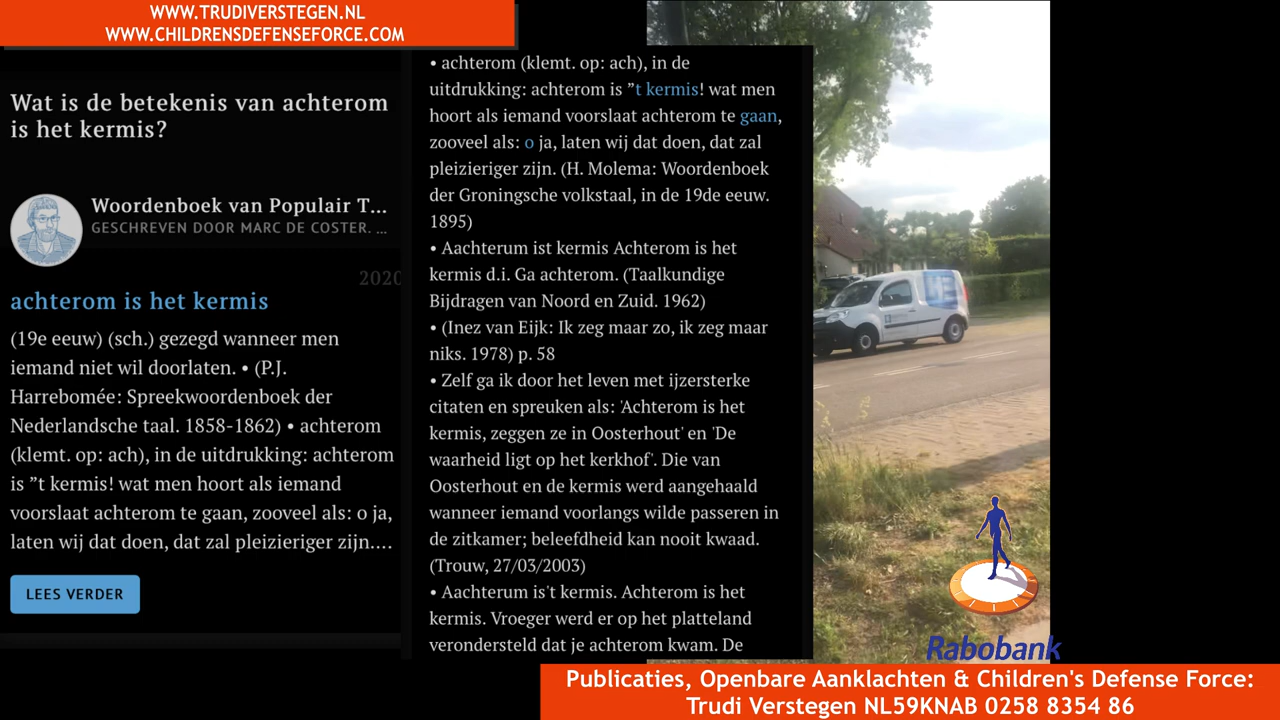 WWW.TRUDIVERSTEGEN.NL
WWW.CHILDRENSDEFENSEFORCE.COM
Wat is de betekenis van achterom
is het kermis?
Woordenboek van Populair T...
GESCHREVEN DOOR MARC DE COSTER. ...
2020
achterom is het kermis
(19e eeuw) (sch.) gezegd wanneer men
iemand niet wil doorlaten. • (P.J.
Harrebomée: Spreekwoordenboek der
Nederlandsche taal. 1858-1862) • achterom
(klemt. op: ach), in de uitdrukking: achterom
is ”t kermis! wat men hoort als iemand
voorslaat achterom te gaan, zooveel als: o ja,
laten wij dat doen, dat zal pleizieriger zijn....
LEES VERDER
• achterom (klemt. op: ach), in de
uitdrukking: achterom is ”t kermis! wat men
hoort als iemand voorslaat achterom te gaan,
zooveel als: o ja, laten wij dat doen, dat zal
pleizieriger zijn. (H. Molema: Woordenboek
der Groningsche volkstaal, in de 19de eeuw.
1895)
• Aachterum ist kermis Achterom is het
kermis d.i. Ga achterom. (Taalkundige
Bijdragen van Noord en Zuid. 1962)
• (Inez van Eijk: Ik zeg maar zo, ik zeg maar
niks. 1978) p. 58
• Zelf ga ik door het leven met ijzersterke
citaten en spreuken als: 'Achterom is het
kermis, zeggen ze in Oosterhout' en 'De
waarheid ligt op het kerkhof'. Die van
Oosterhout en de kermis werd aangehaald
wanneer iemand voorlangs wilde passeren in
de zitkamer; beleefdheid kan nooit kwaad.
(Trouw, 27/03/2003)
• Aachterum is't kermis. Achterom is het
kermis. Vroeger werd er op het platteland
verondersteld dat je achterom kwam. De
Rabobank
Publicaties, Openbare Aanklachten & Children's Defense Force:
Trudi Verstegen NL59KNAB 0258 8354 86